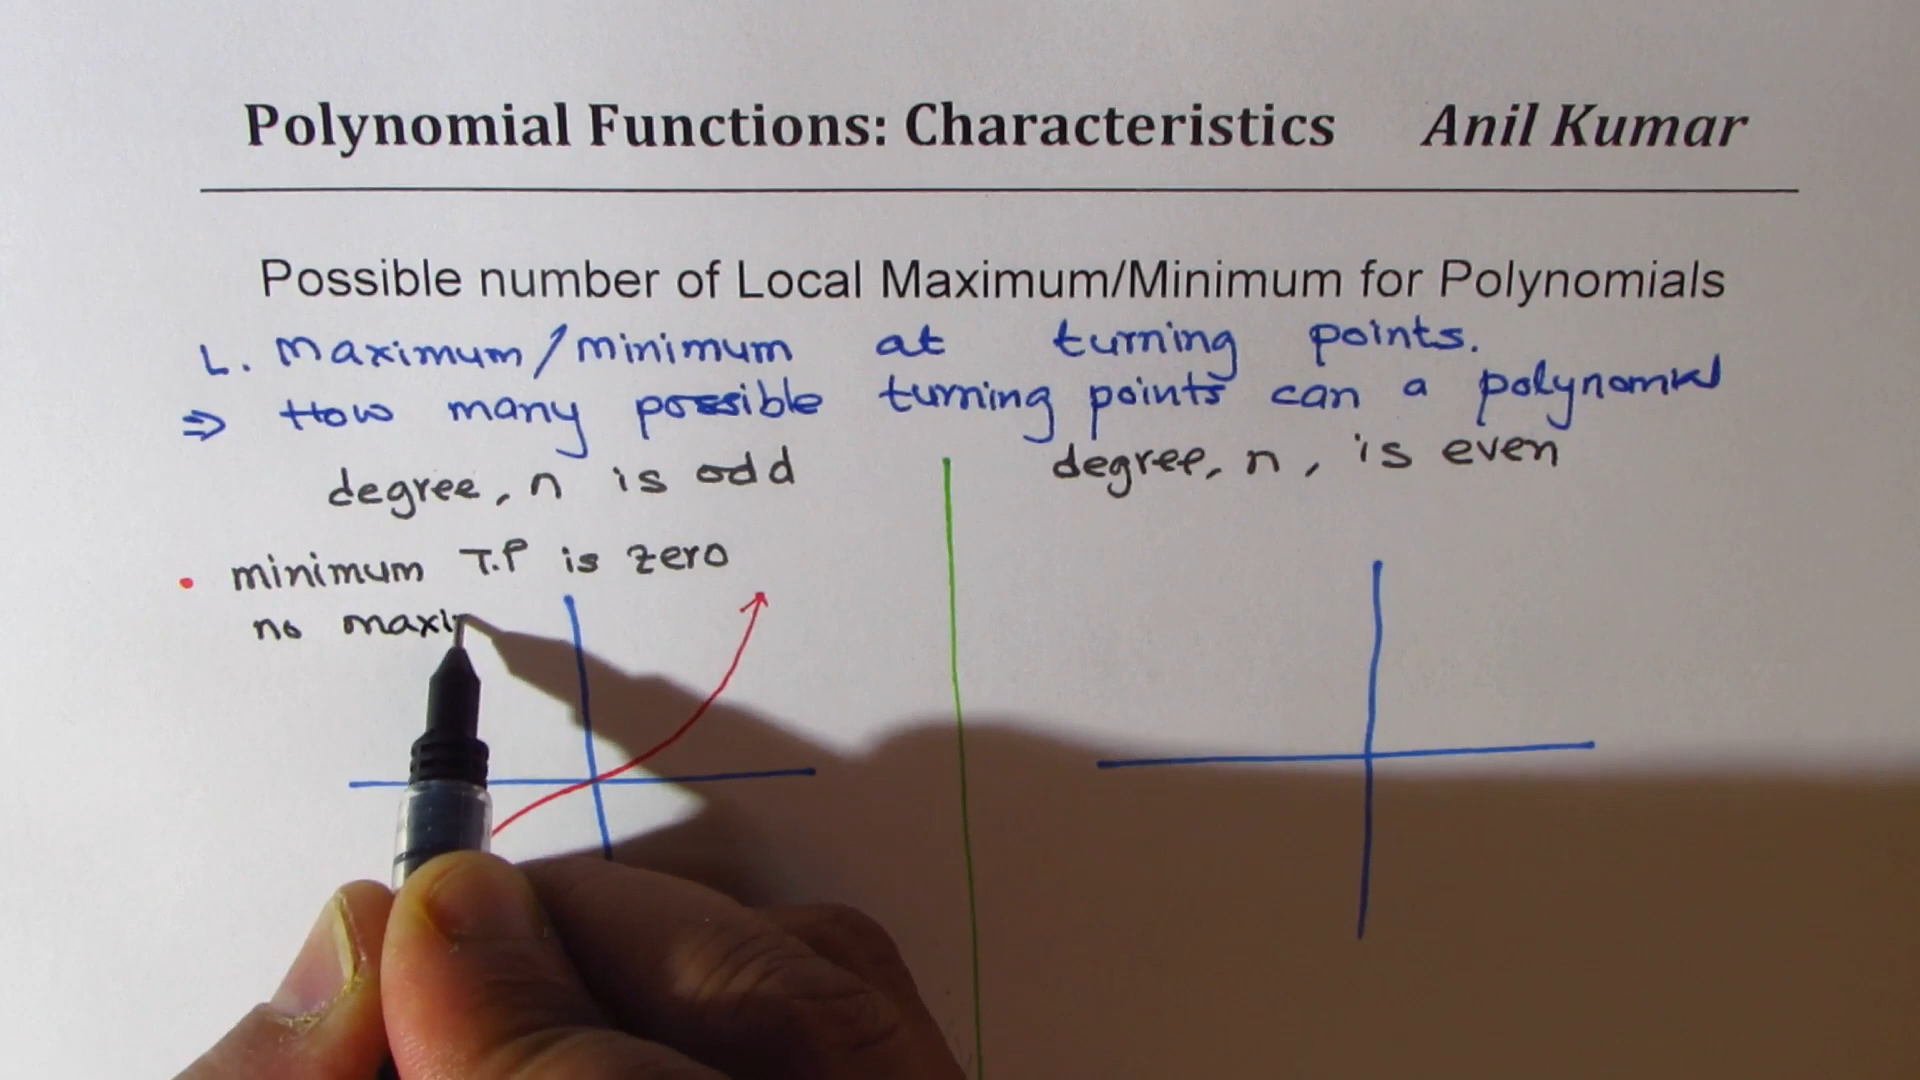 Polynomial Functions: Characteristics Anil Kumar
Possible number of Local Maximum/Minimum for Polynomials
L. Maximum/minimum at turning points.
⇒ How many possible turning points can a polynomial
degree, n is odd
degree, n, is even
• minimum T.P is zero
no maxi